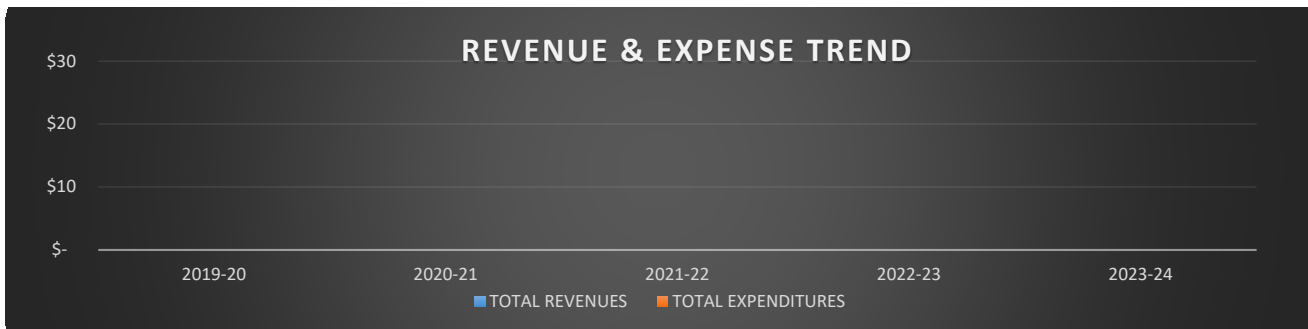 REVENUE & EXPENSE TREND
$30
$20
$10
$-
2019-20 2020-21 2021-22 2022-23 2023-24
TOTAL REVENUES TOTAL EXPENDITURES